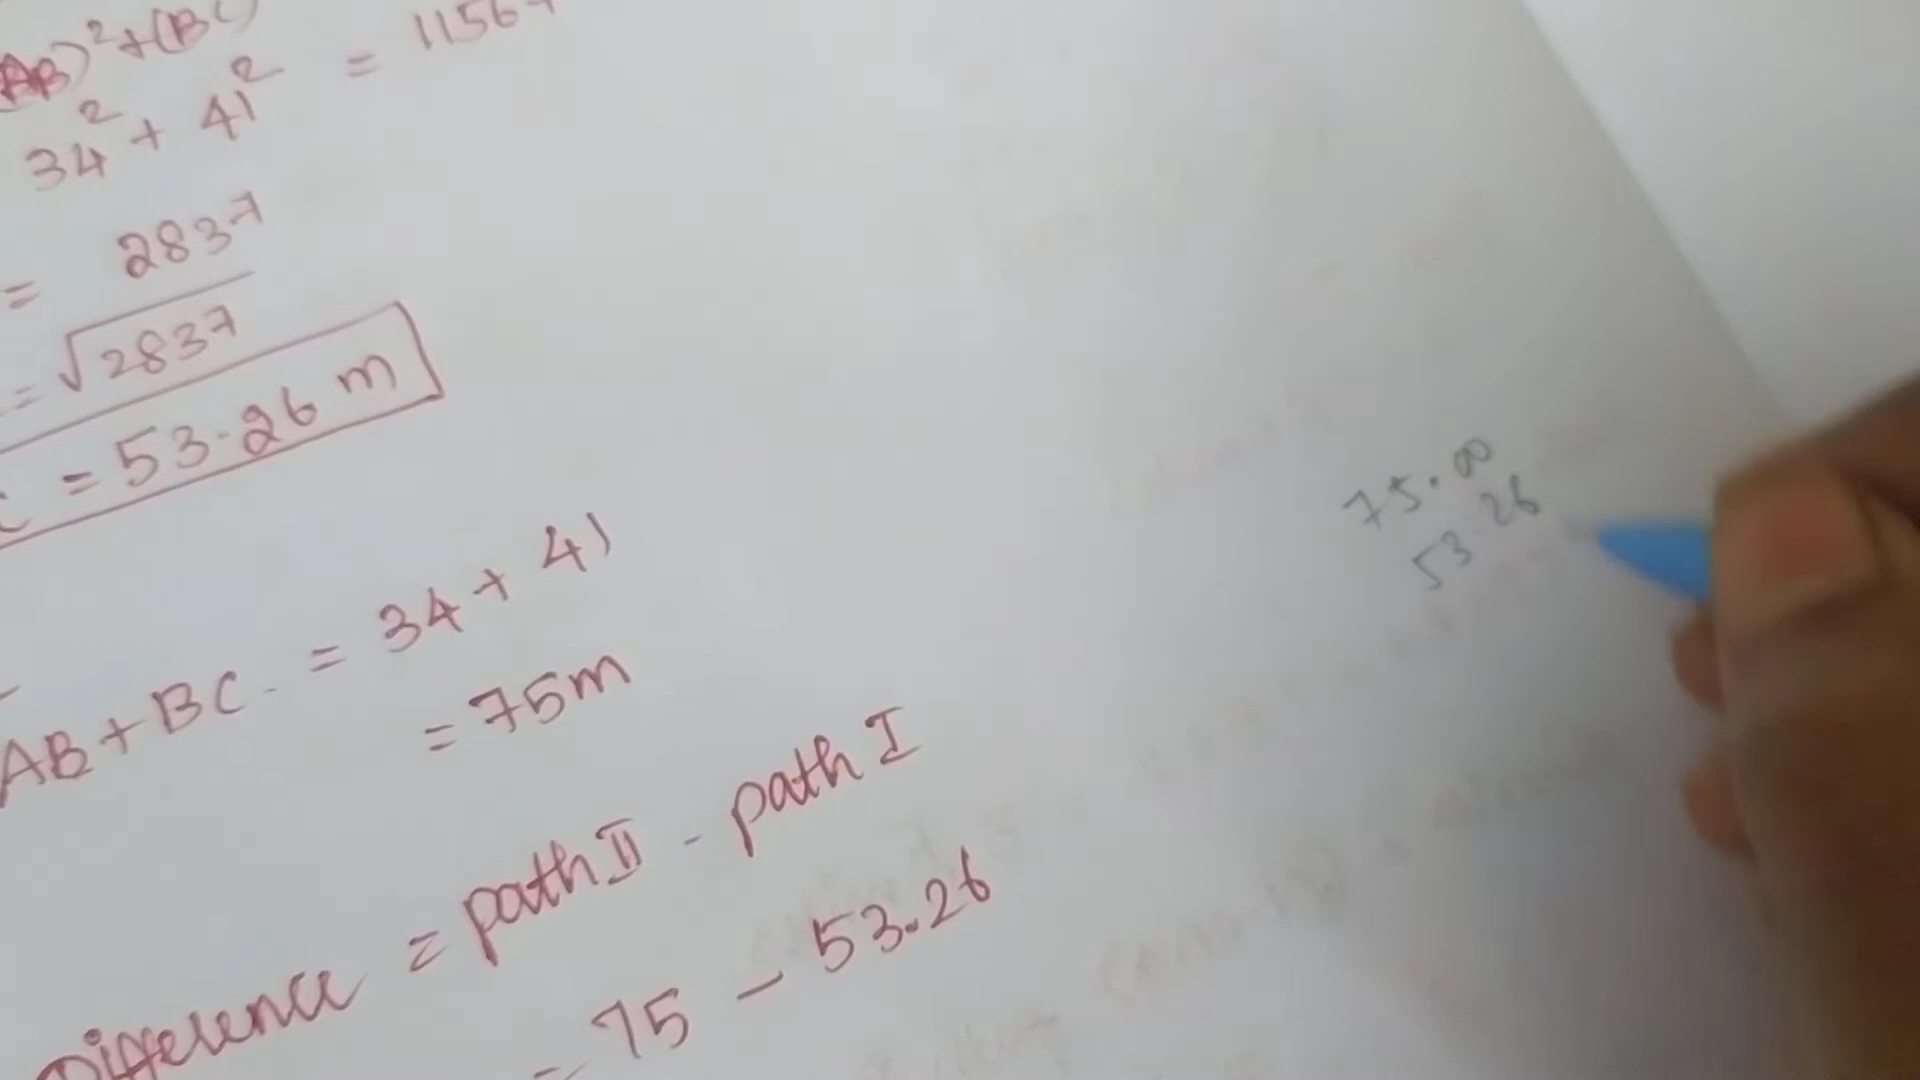 AB)²+(BC)
34² + 41² = 1156+
= 2837
= √2837
C = 53.26 m
AB+BC = 34+41
= 75m
Difference = path II - path I
= 75 - 53.26
75.00
53.26